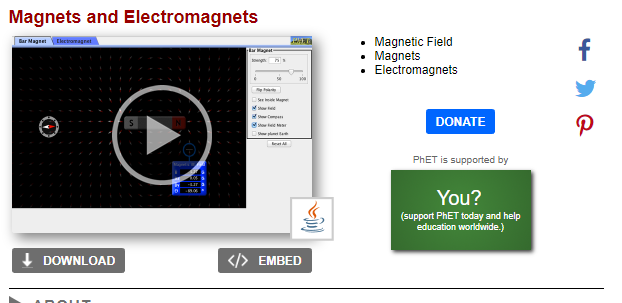 Magnets and Electromagnets
Bar Magnet
Electromagnet
Bar Magnet
Strength: 75 %
0 50 100
Flip Polarity
See Inside Magnet
Show Field
Show Compass
Show Field Meter
Show planet Earth
Reset All
S
Magnetic Field
Magnets
Electromagnets
DONATE
PhET is supported by
You?
(support PhET today and help
education worldwide.)
DOWNLOAD
EMBED
ABOUT